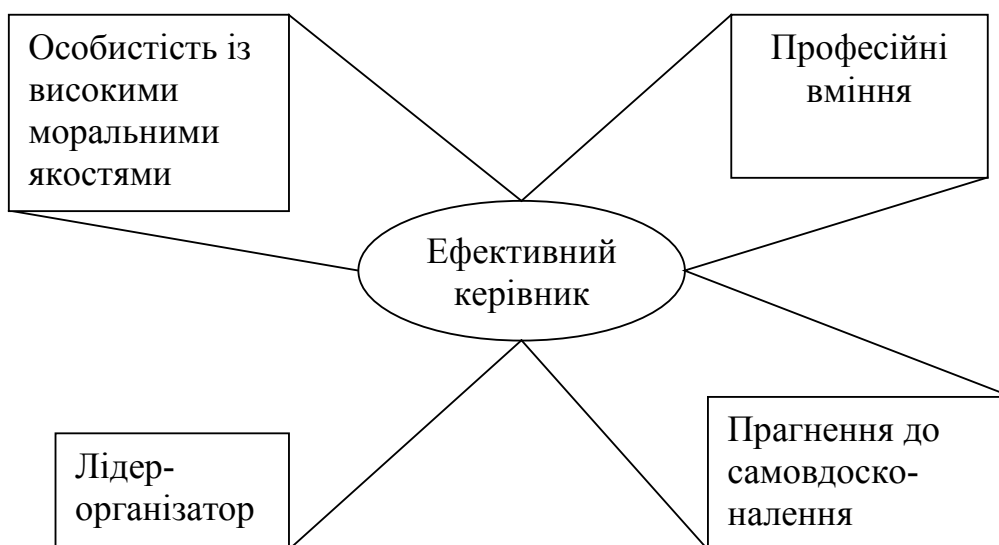 Особистість із
високими
моральними
якостями
Професійні
вміння
Ефективний
керівник
Лідер-
організатор
Прагнення до
самовдоско-
налення